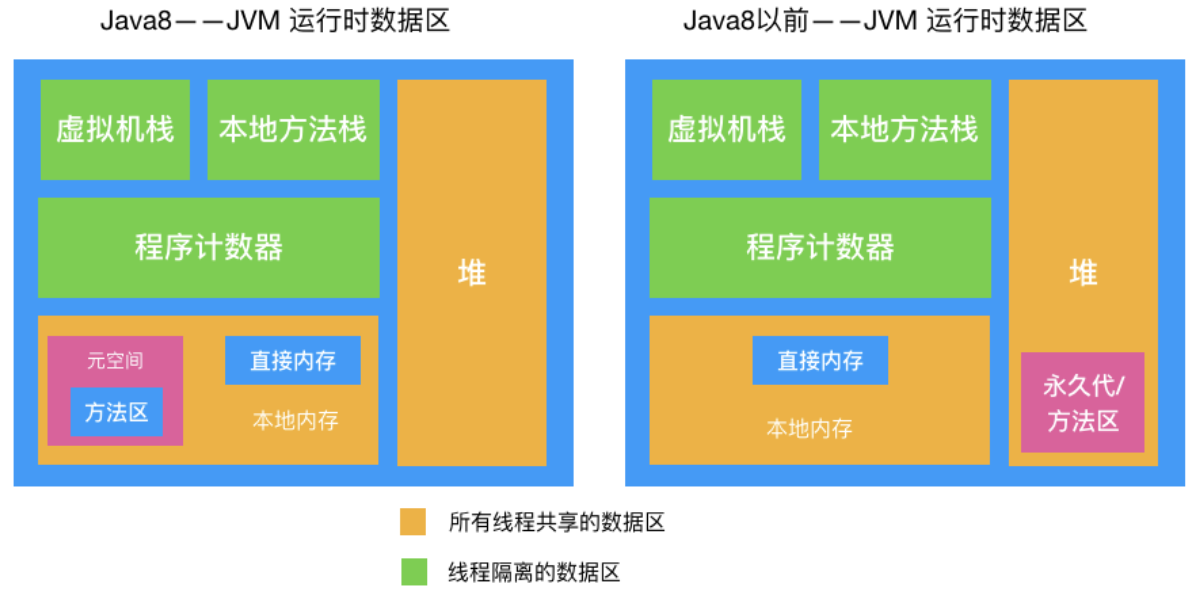 Java8——JVM 运行时数据区
虚拟机栈
本地方法栈
程序计数器
堆
元空间
方法区
直接内存
本地内存
Java8以前——JVM 运行时数据区
虚拟机栈
本地方法栈
程序计数器
堆
直接内存
本地内存
永久代/
方法区
所有线程共享的数据区
线程隔离的数据区